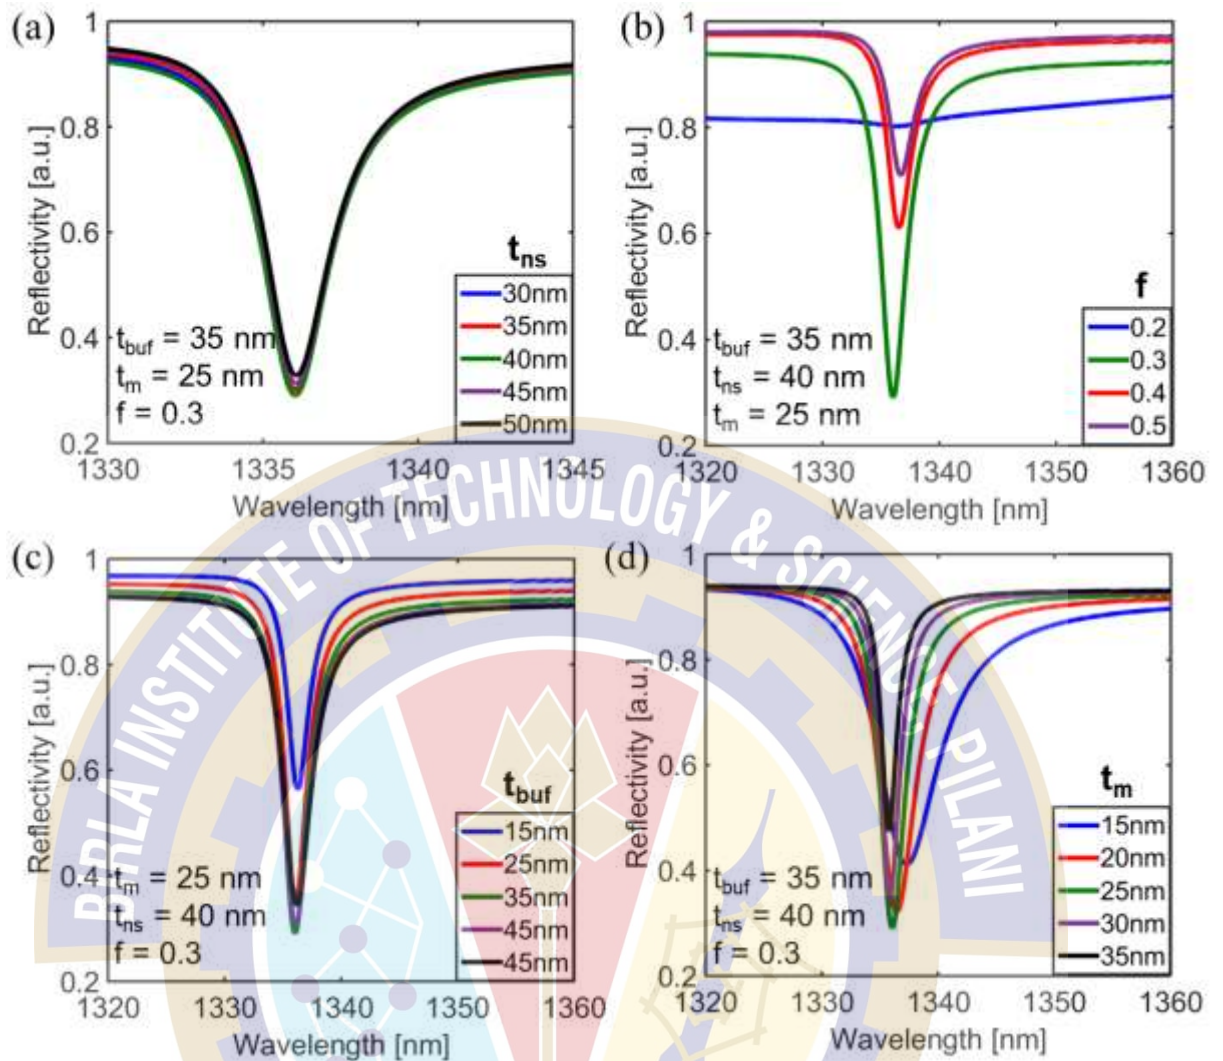 (a)
1
0.8
0.6
0.4
0.2
Reflectivity [a.u.]
t_ns
30nm
35nm
40nm
45nm
50nm
t_buf = 35 nm
t_m = 25 nm
f = 0.3
1330
1335
1340
1345
Wavelength [nm]
(b)
1
0.8
0.6
0.4
0.2
Reflectivity [a.u.]
f
0.2
0.3
0.4
0.5
t_buf = 35 nm
t_ns = 40 nm
t_m = 25 nm
1320
1330
1340
1350
1360
Wavelength [nm]
(c)
1
0.8
0.6
0.4
0.2
Reflectivity [a.u.]
t_buf
15nm
25nm
35nm
45nm
45nm
t_m = 25 nm
t_ns = 40 nm
f = 0.3
1320
1330
1340
1350
1360
Wavelength [nm]
(d)
1
0.8
0.6
0.4
0.2
Reflectivity [a.u.]
t_m
15nm
20nm
25nm
30nm
35nm
t_buf = 35 nm
t_ns = 40 nm
f = 0.3
1320
1330
1340
1350
1360
Wavelength [nm]
BIRLA INSTITUTE OF TECHNOLOGY & SCIENCE PILANI